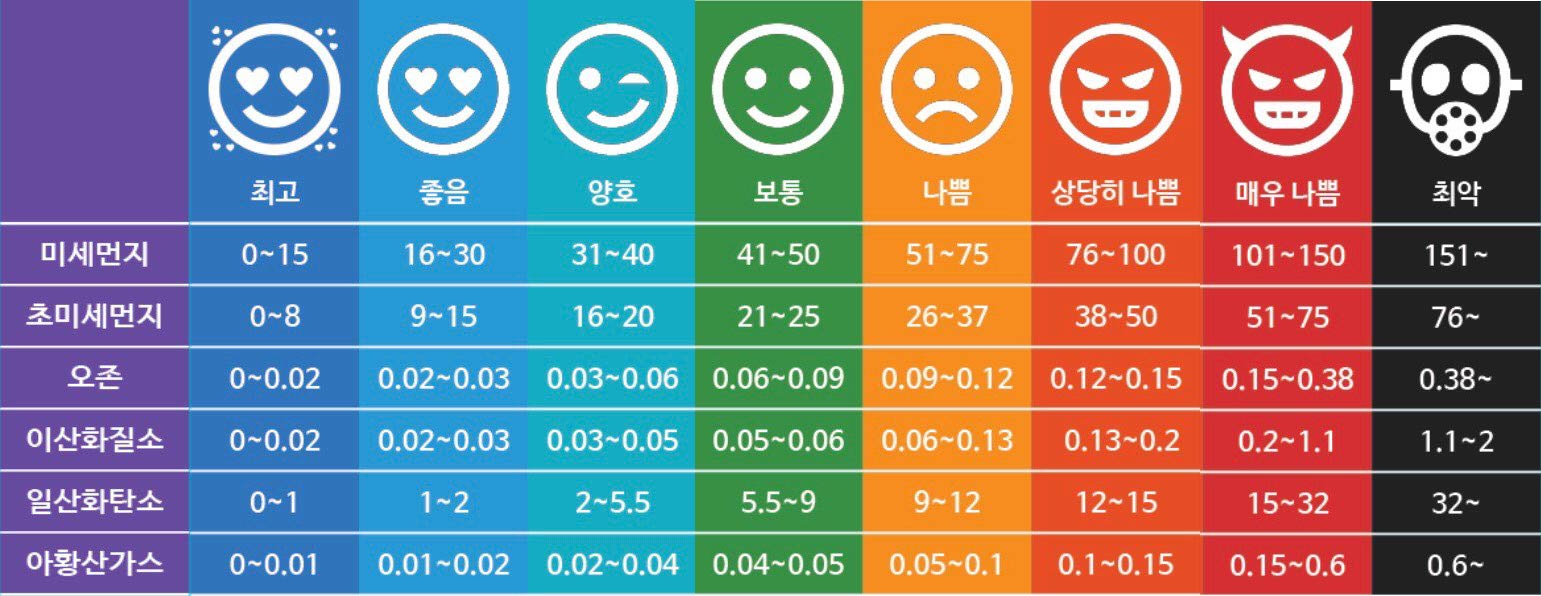 최고 좋음 양호 보통 나쁨 상당히 나쁨 매우 나쁨 최악
미세먼지 0~15 16~30 31~40 41~50 51~75 76~100 101~150 151~
초미세먼지 0~8 9~15 16~20 21~25 26~37 38~50 51~75 76~
오존 0~0.02 0.02~0.03 0.03~0.06 0.06~0.09 0.09~0.12 0.12~0.15 0.15~0.38 0.38~
이산화질소 0~0.02 0.02~0.03 0.03~0.05 0.05~0.06 0.06~0.13 0.13~0.2 0.2~1.1 1.1~2
일산화탄소 0~1 1~2 2~5.5 5.5~9 9~12 12~15 15~32 32~
아황산가스 0~0.01 0.01~0.02 0.02~0.04 0.04~0.05 0.05~0.1 0.1~0.15 0.15~0.6 0.6~